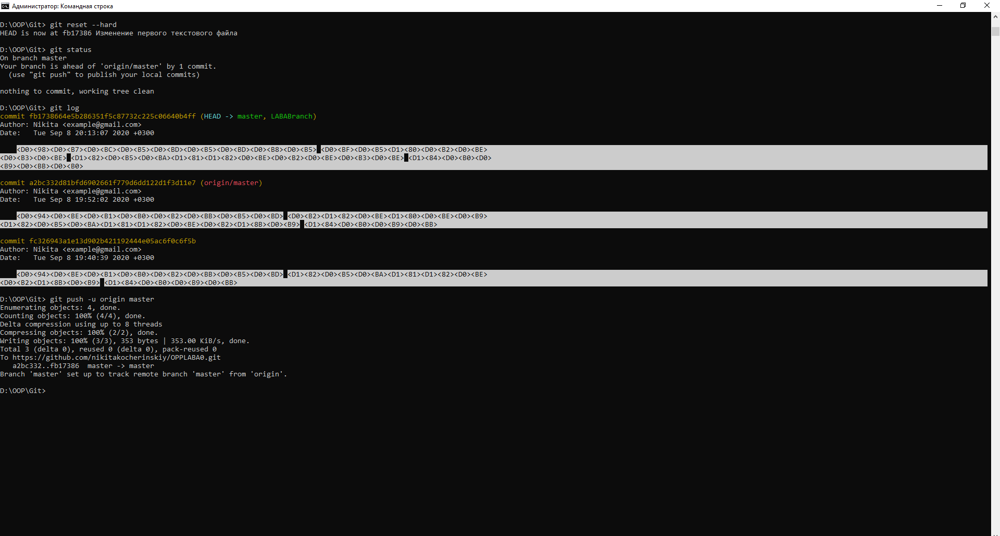 Администратор: Командная строка
D:\OOP\Git> git reset --hard
HEAD is now at fb17386 Изменение первого текстового файла
D:\OOP\Git> git status
On branch master
Your branch is ahead of 'origin/master' by 1 commit.
(use "git push" to publish your local commits)
nothing to commit, working tree clean
D:\OOP\Git> git log
commit fb1738664e5b286351f5c87732c225c06640b4ff (HEAD -> master, LABABranch)
Author: Nikita <example@gmail.com>
Date:   Tue Sep 8 20:13:07 2020 +0300
<D0><98><D0><B7><D0><BC><D0><B5><D0><BD><D0><B5><D0><BD><D0><B8><D0><B5> <D0><BF><D0><B5><D1><80><D0><B2><D0><BE>
<D0><B3><D0><BE> <D1><82><D0><B5><D0><BA><D1><81><D1><82><D0><BE><D0><B2><D0><BE><D0><B3><D0><BE> <D1><84><D0><B0><D0>
<B9><D0><BB><D0><B0>
commit a2bc332d81bfd6902661f779d6dd122d1f3d11e7 (origin/master)
Author: Nikita <example@gmail.com>
Date:   Tue Sep 8 19:52:02 2020 +0300
<D0><94><D0><BE><D0><B1><D0><B0><D0><B2><D0><BB><D0><B5><D0><BD> <D0><B2><D1><82><D0><BE><D1><80><D0><BE><D0><B9>
<D1><82><D0><B5><D0><BA><D1><81><D1><82><D0><BE><D0><B2><D1><8B><D0><B9> <D1><84><D0><B0><D0><B9><D0><BB>
commit fc326943a1e13d902b421192444e05ac6f0c6f5b
Author: Nikita <example@gmail.com>
Date:   Tue Sep 8 19:40:39 2020 +0300
<D0><94><D0><BE><D0><B1><D0><B0><D0><B2><D0><BB><D0><B5><D0><BD> <D1><82><D0><B5><D0><BA><D1><81><D1><82><D0><BE>
<D0><B2><D1><8B><D0><B9> <D1><84><D0><B0><D0><B9><D0><BB>
D:\OOP\Git> git push -u origin master
Enumerating objects: 4, done.
Counting objects: 100% (4/4), done.
Delta compression using up to 8 threads
Compressing objects: 100% (2/2), done.
Writing objects: 100% (3/3), 353 bytes | 353.00 KiB/s, done.
Total 3 (delta 0), reused 0 (delta 0), pack-reused 0
To https://github.com/nikitakocherinskiy/OPPLABA0.git
a2bc332..fb17386  master -> master
Branch 'master' set up to track remote branch 'master' from 'origin'.
D:\OOP\Git>